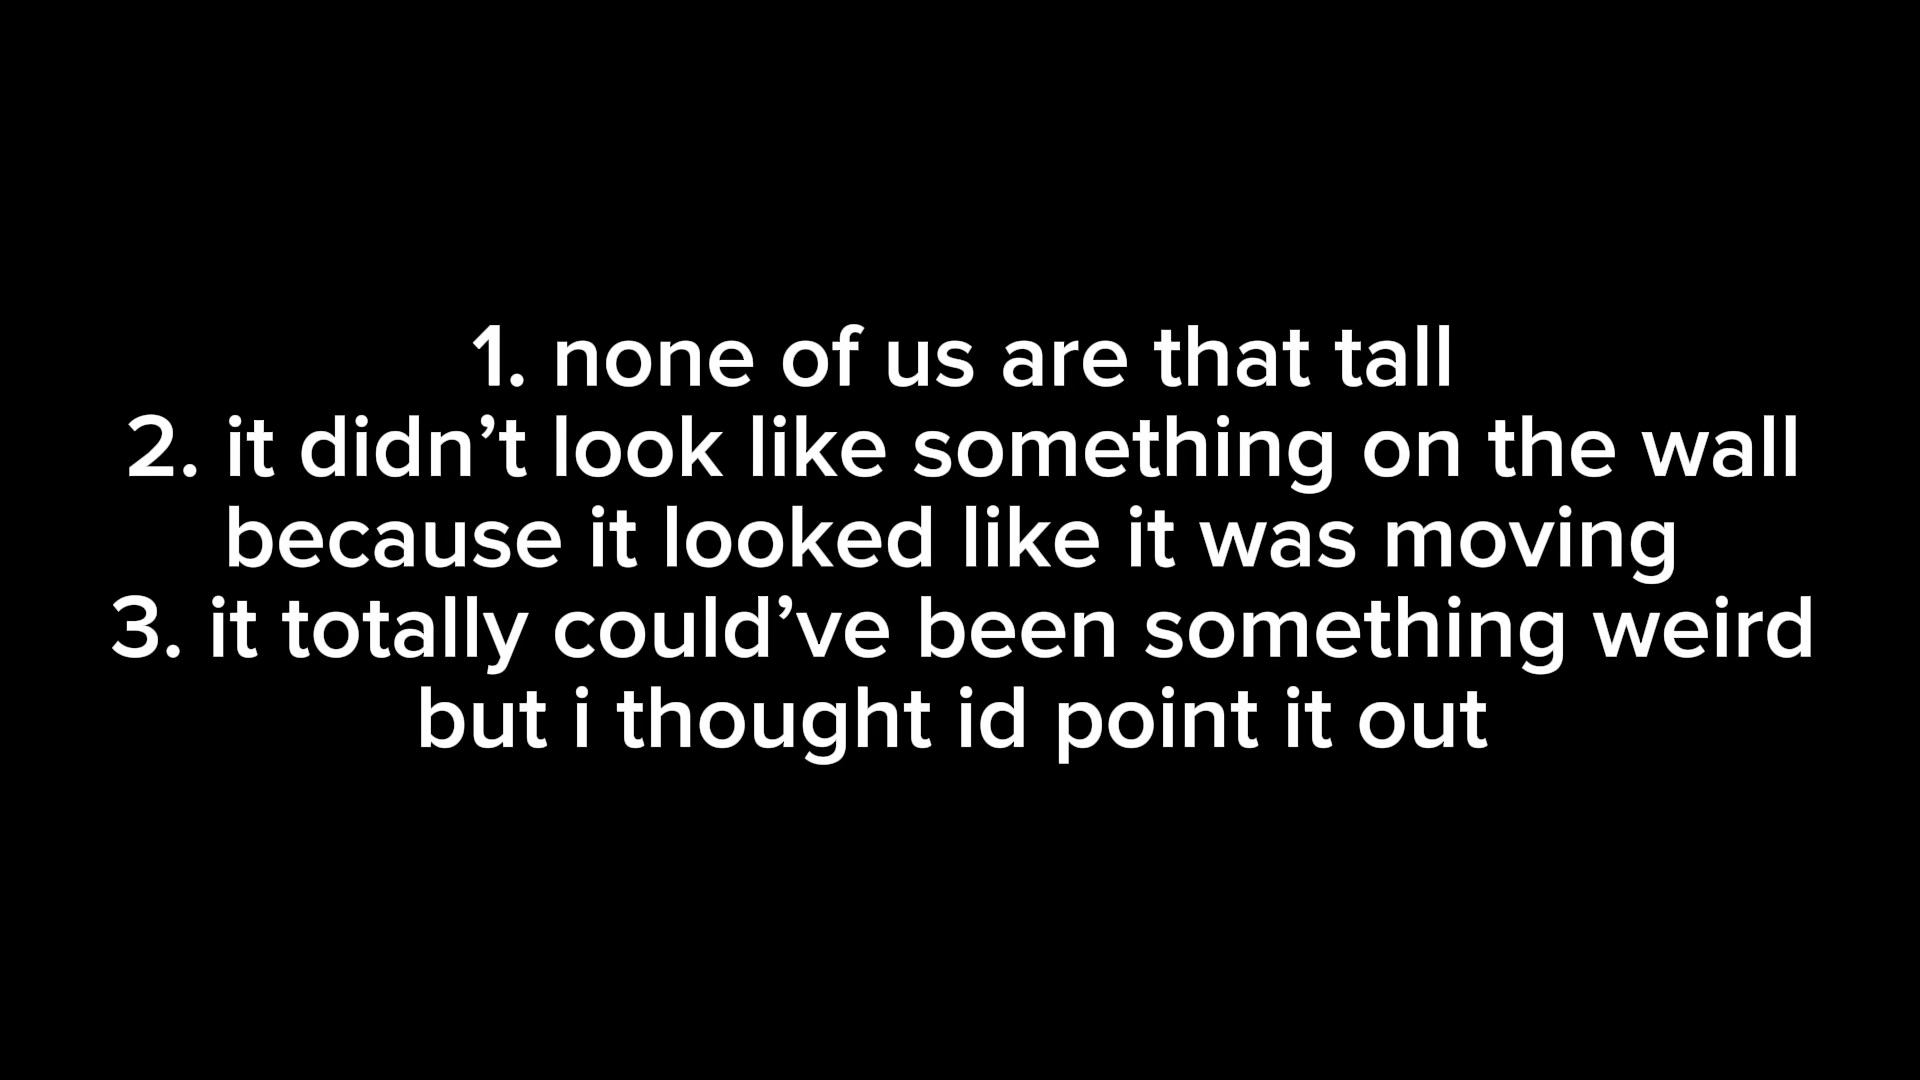 1. none of us are that tall
2. it didn’t look like something on the wall
because it looked like it was moving
3. it totally could’ve been something weird
but i thought id point it out